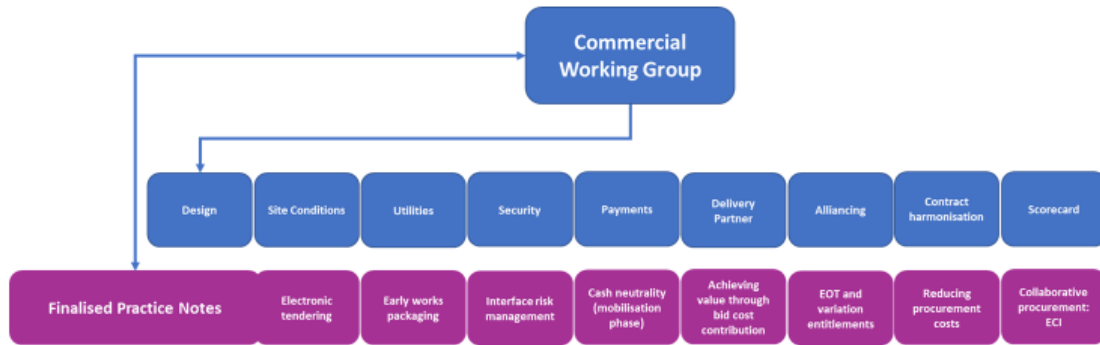 Commercial
Working Group
Design
Site Conditions
Utilities
Security
Payments
Delivery
Partner
Alliancing
Contract
harmonisation
Scorecard
Finalised Practice Notes
Electronic
tendering
Early works
packaging
Interface risk
management
Cash neutrality
(mobilisation
phase)
Achieving
value through
bid cost
contribution
EOT and
variation
entitlements
Reducing
procurement
costs
Collaborative
procurement:
ECI